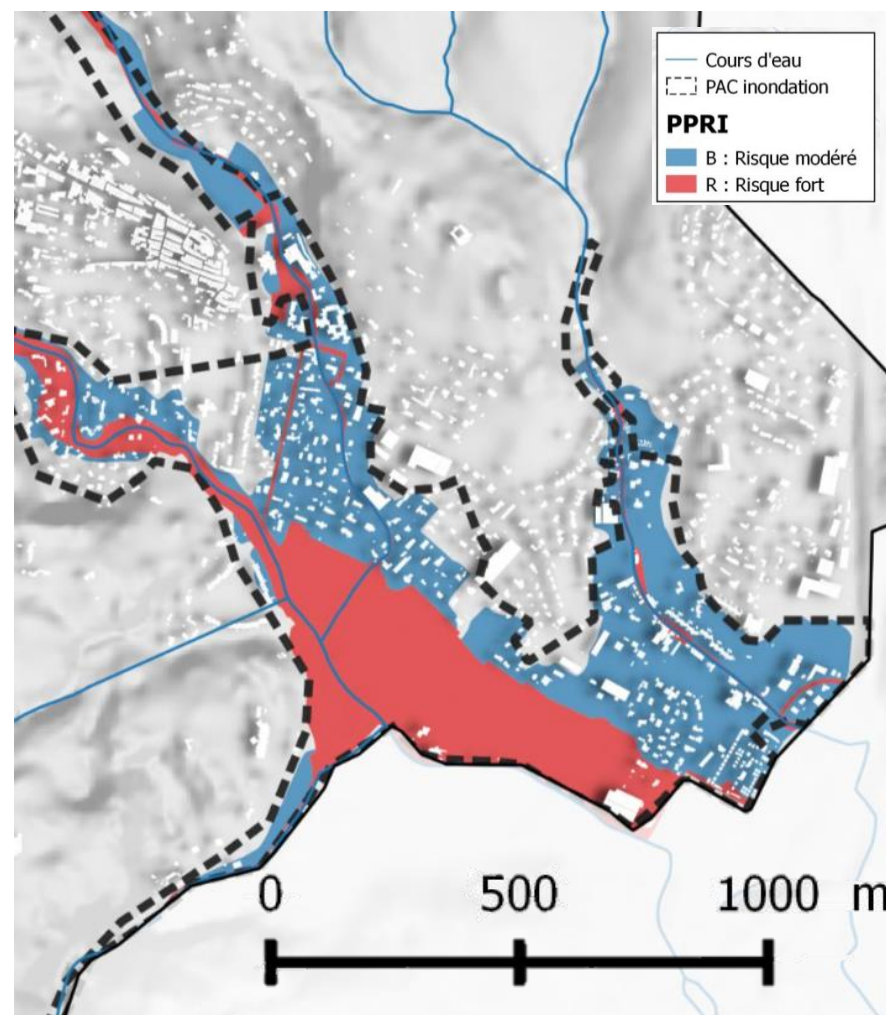 Cours d'eau
PAC inondation
PPRI
B : Risque modéré
R : Risque fort
0 500 1000 m